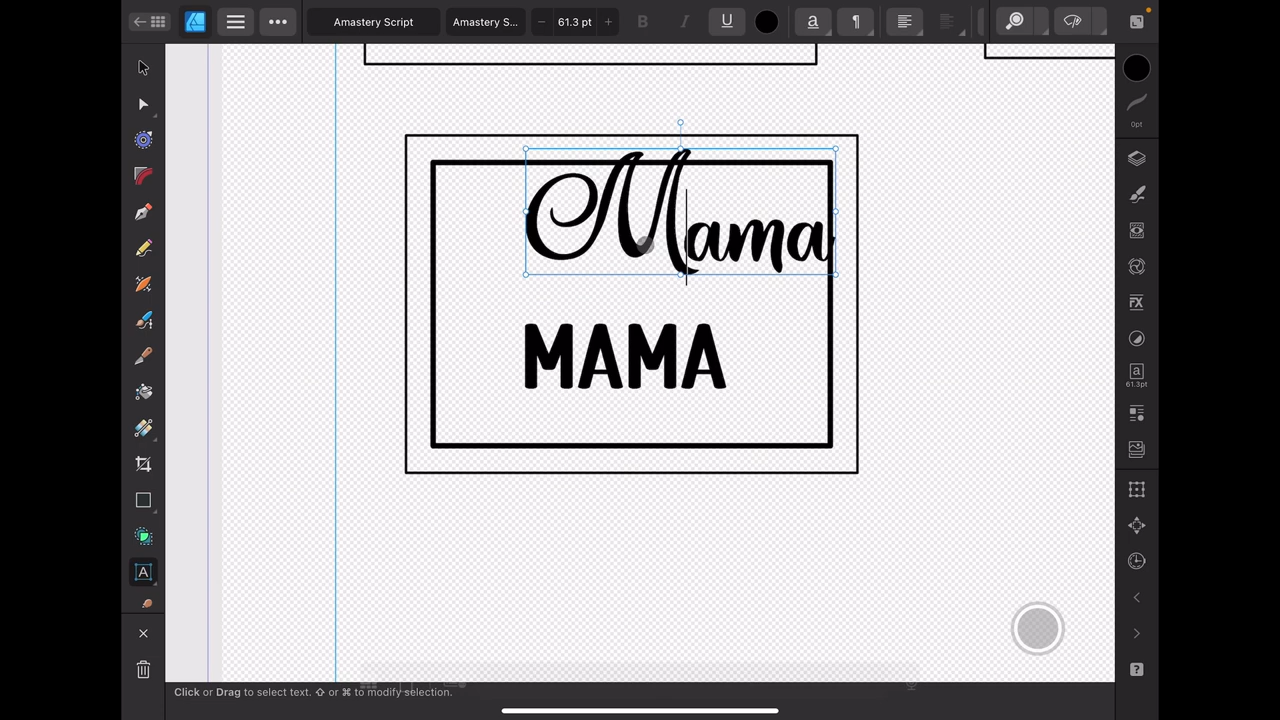 Amastery Script Amastery S... 61.3 pt
0pt
61.3pt
Mama
MAMA
Click or Drag to select text. ⇧ or ⌘ to modify selection.